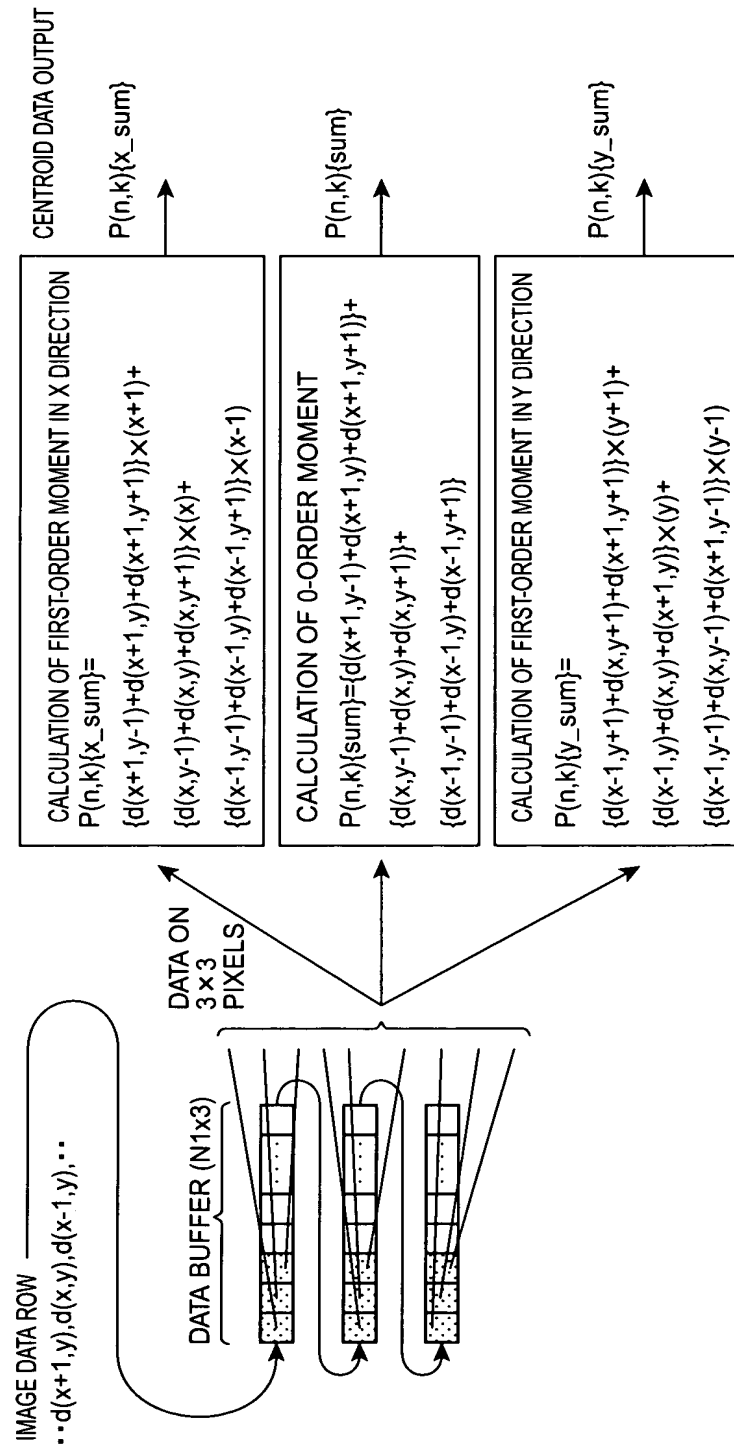 IMAGE DATA ROW
··d(x+1,y),d(x,y),d(x-1,y),··
DATA BUFFER (N1x3)
DATA ON
3×3
PIXELS
CENTROID DATA OUTPUT
CALCULATION OF FIRST-ORDER MOMENT IN X DIRECTION
P(n,k){x_sum}=
{d(x+1,y-1)+d(x+1,y)+d(x+1,y+1)}×(x+1)+
{d(x,y-1)+d(x,y)+d(x,y+1)}×(x)+
{d(x-1,y-1)+d(x-1,y)+d(x-1,y+1)}×(x-1)
P(n,k){x_sum}
CALCULATION OF 0-ORDER MOMENT
P(n,k){sum}={d(x+1,y-1)+d(x+1,y)+d(x+1,y+1)}+
{d(x,y-1)+d(x,y)+d(x,y+1)}+
{d(x-1,y-1)+d(x-1,y)+d(x-1,y+1)}
P(n,k){sum}
CALCULATION OF FIRST-ORDER MOMENT IN Y DIRECTION
P(n,k){y_sum}=
{d(x-1,y+1)+d(x,y+1)+d(x+1,y+1)}×(y+1)+
{d(x-1,y)+d(x,y)+d(x+1,y)}×(y)+
{d(x-1,y-1)+d(x,y-1)+d(x+1,y-1)}×(y-1)
P(n,k){y_sum}